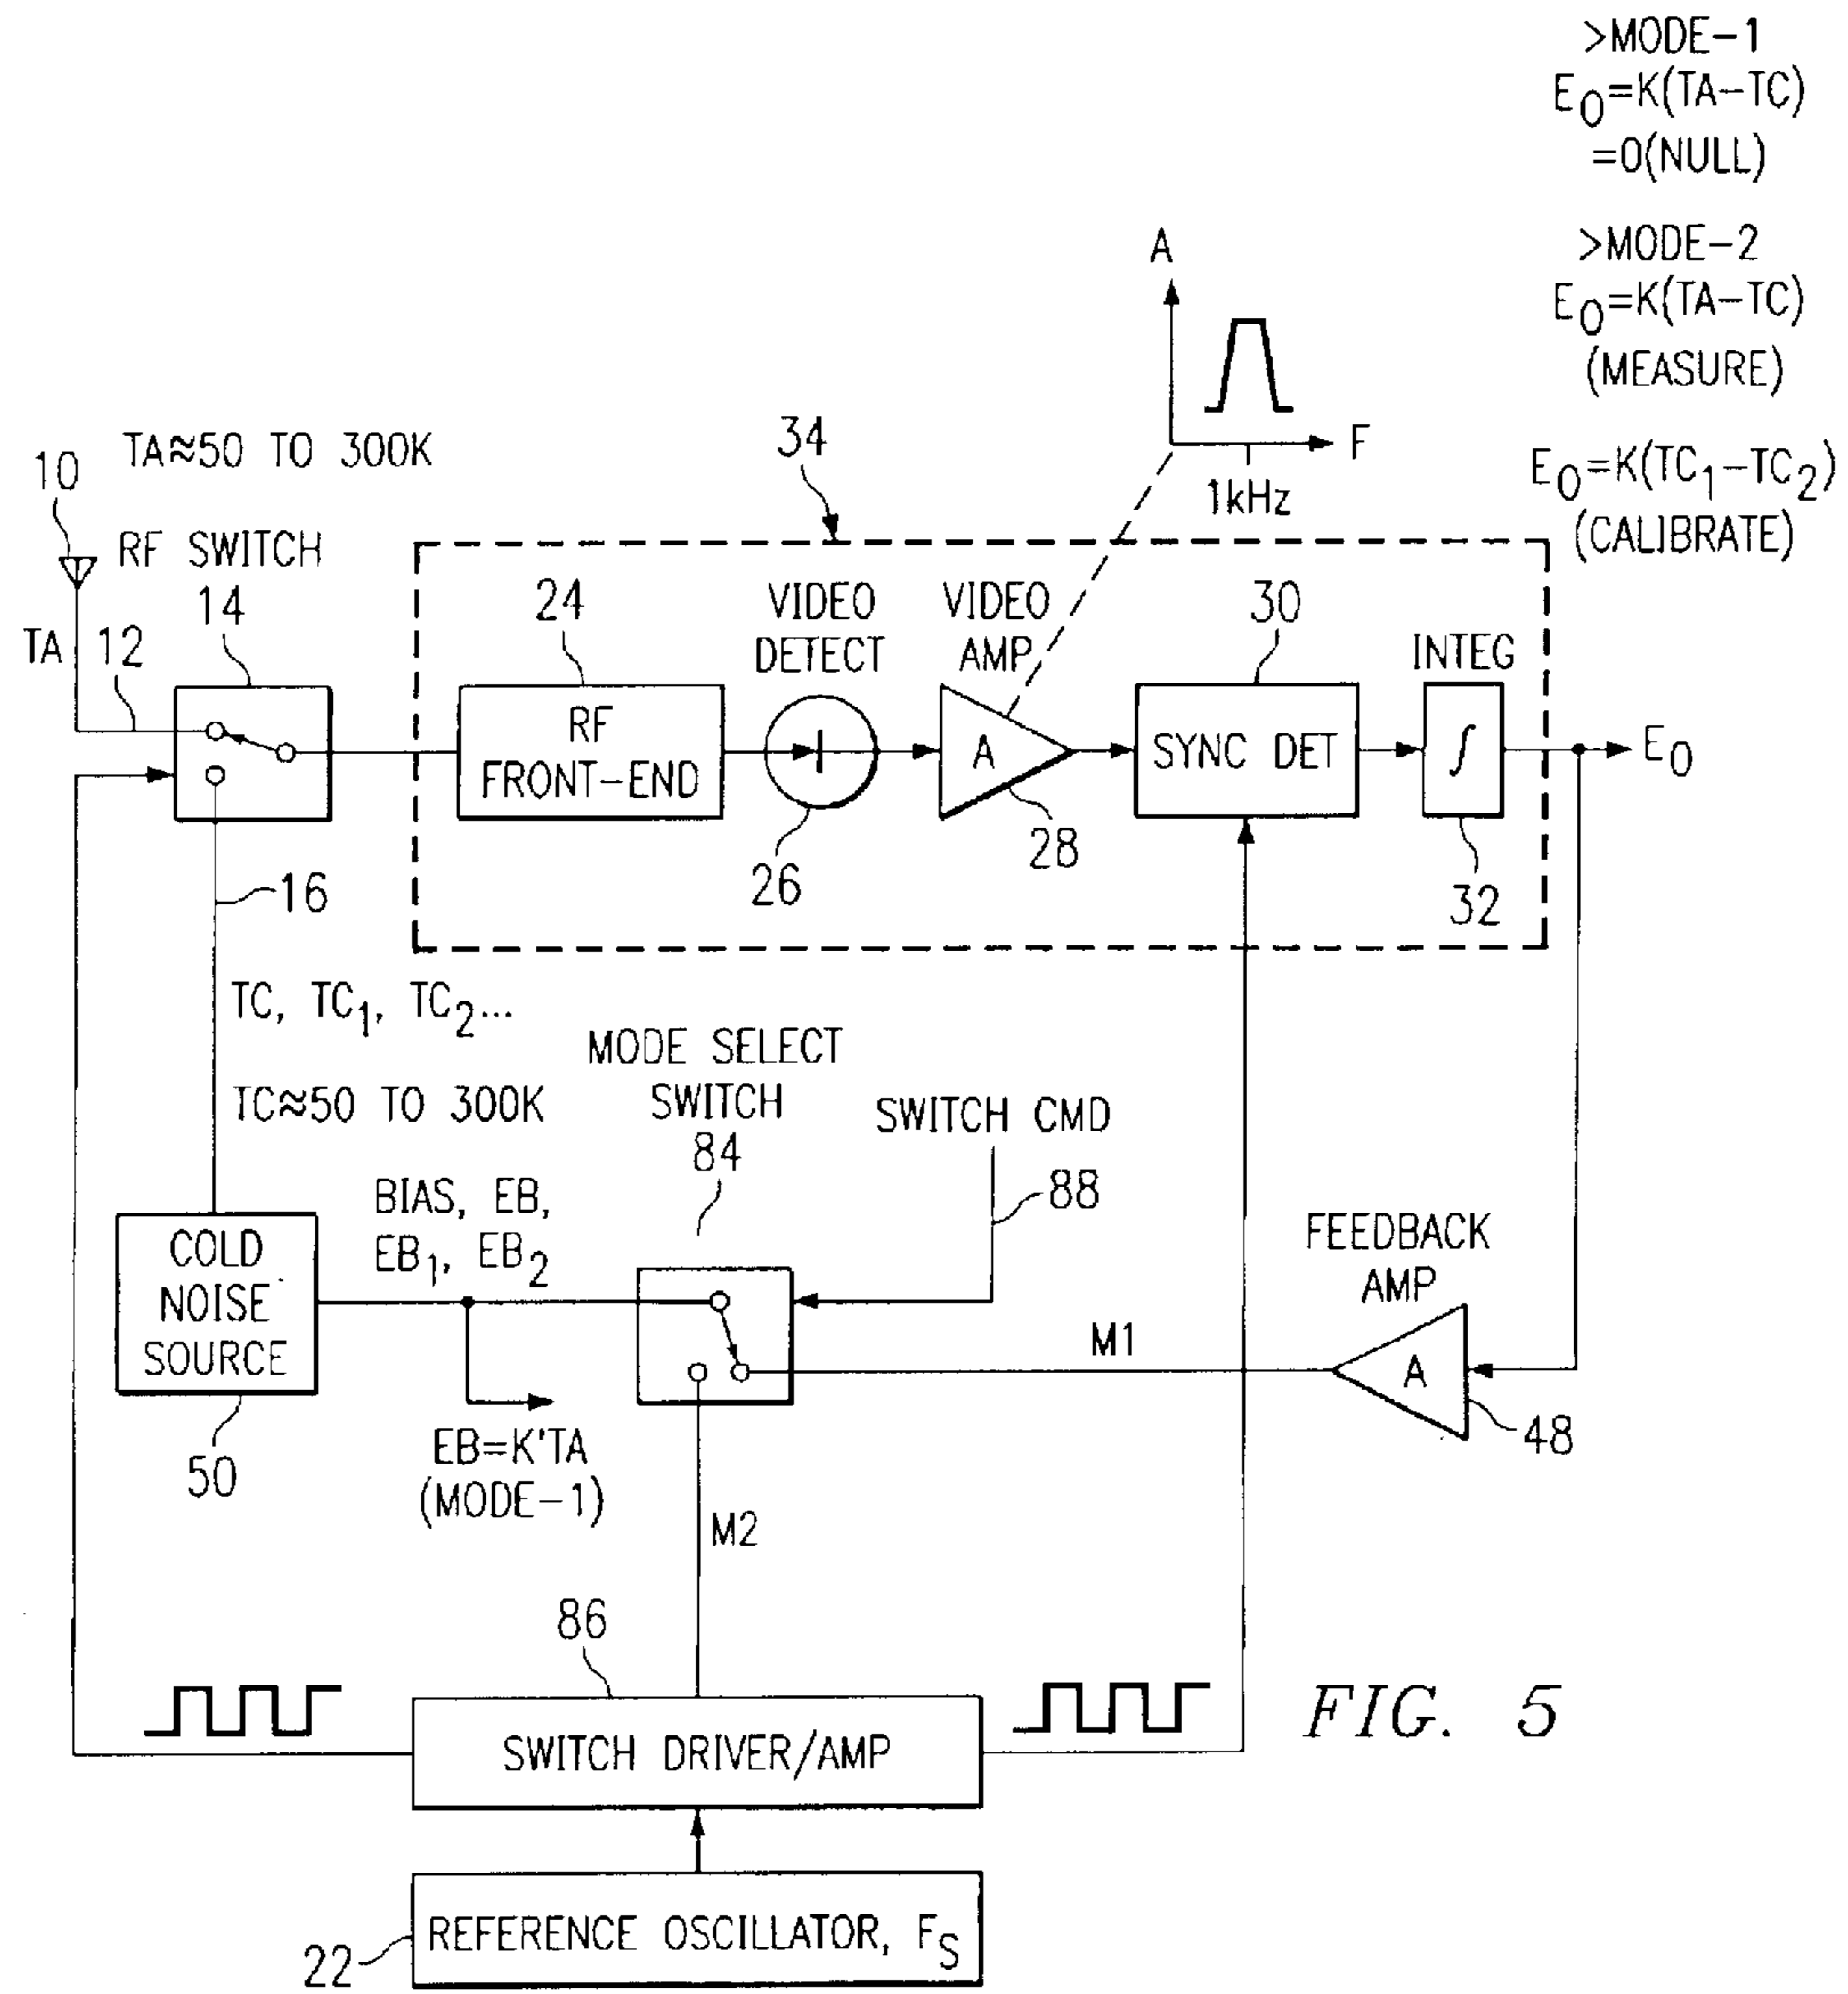 >MODE-1
E0=K(TA-TC)
=0(NULL)
>MODE-2
E0=K(TA-TC)
(MEASURE)
E0=K(TC1-TC2)
(CALIBRATE)
A
F
1kHz
34
TA≈50 TO 300K
10
RF SWITCH
14
TA
12
24
RF
FRONT-END
VIDEO
DETECT
26
VIDEO
AMP
A
28
30
SYNC DET
INTEG
∫
32
E0
16
TC, TC1, TC2...
TC≈50 TO 300K
MODE SELECT
SWITCH
84
SWITCH CMD
88
BIAS, EB,
EB1, EB2
COLD
NOISE
SOURCE
50
EB=K'TA
(MODE-1)
M1
FEEDBACK
AMP
A
48
M2
86
SWITCH DRIVER/AMP
FIG. 5
REFERENCE OSCILLATOR, FS
22